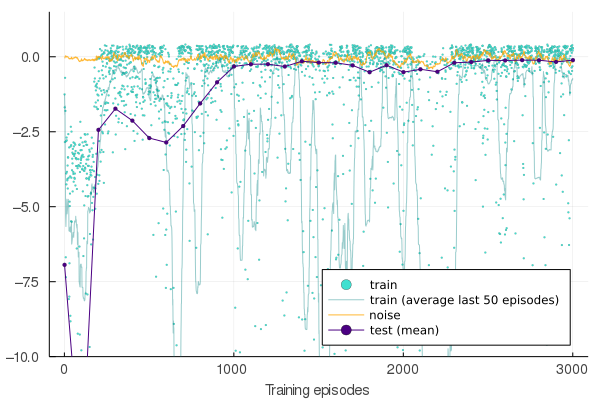 0.0
−2.5
−5.0
−7.5
−10.0
0
1000
2000
3000
Training episodes
train
train (average last 50 episodes)
noise
test (mean)